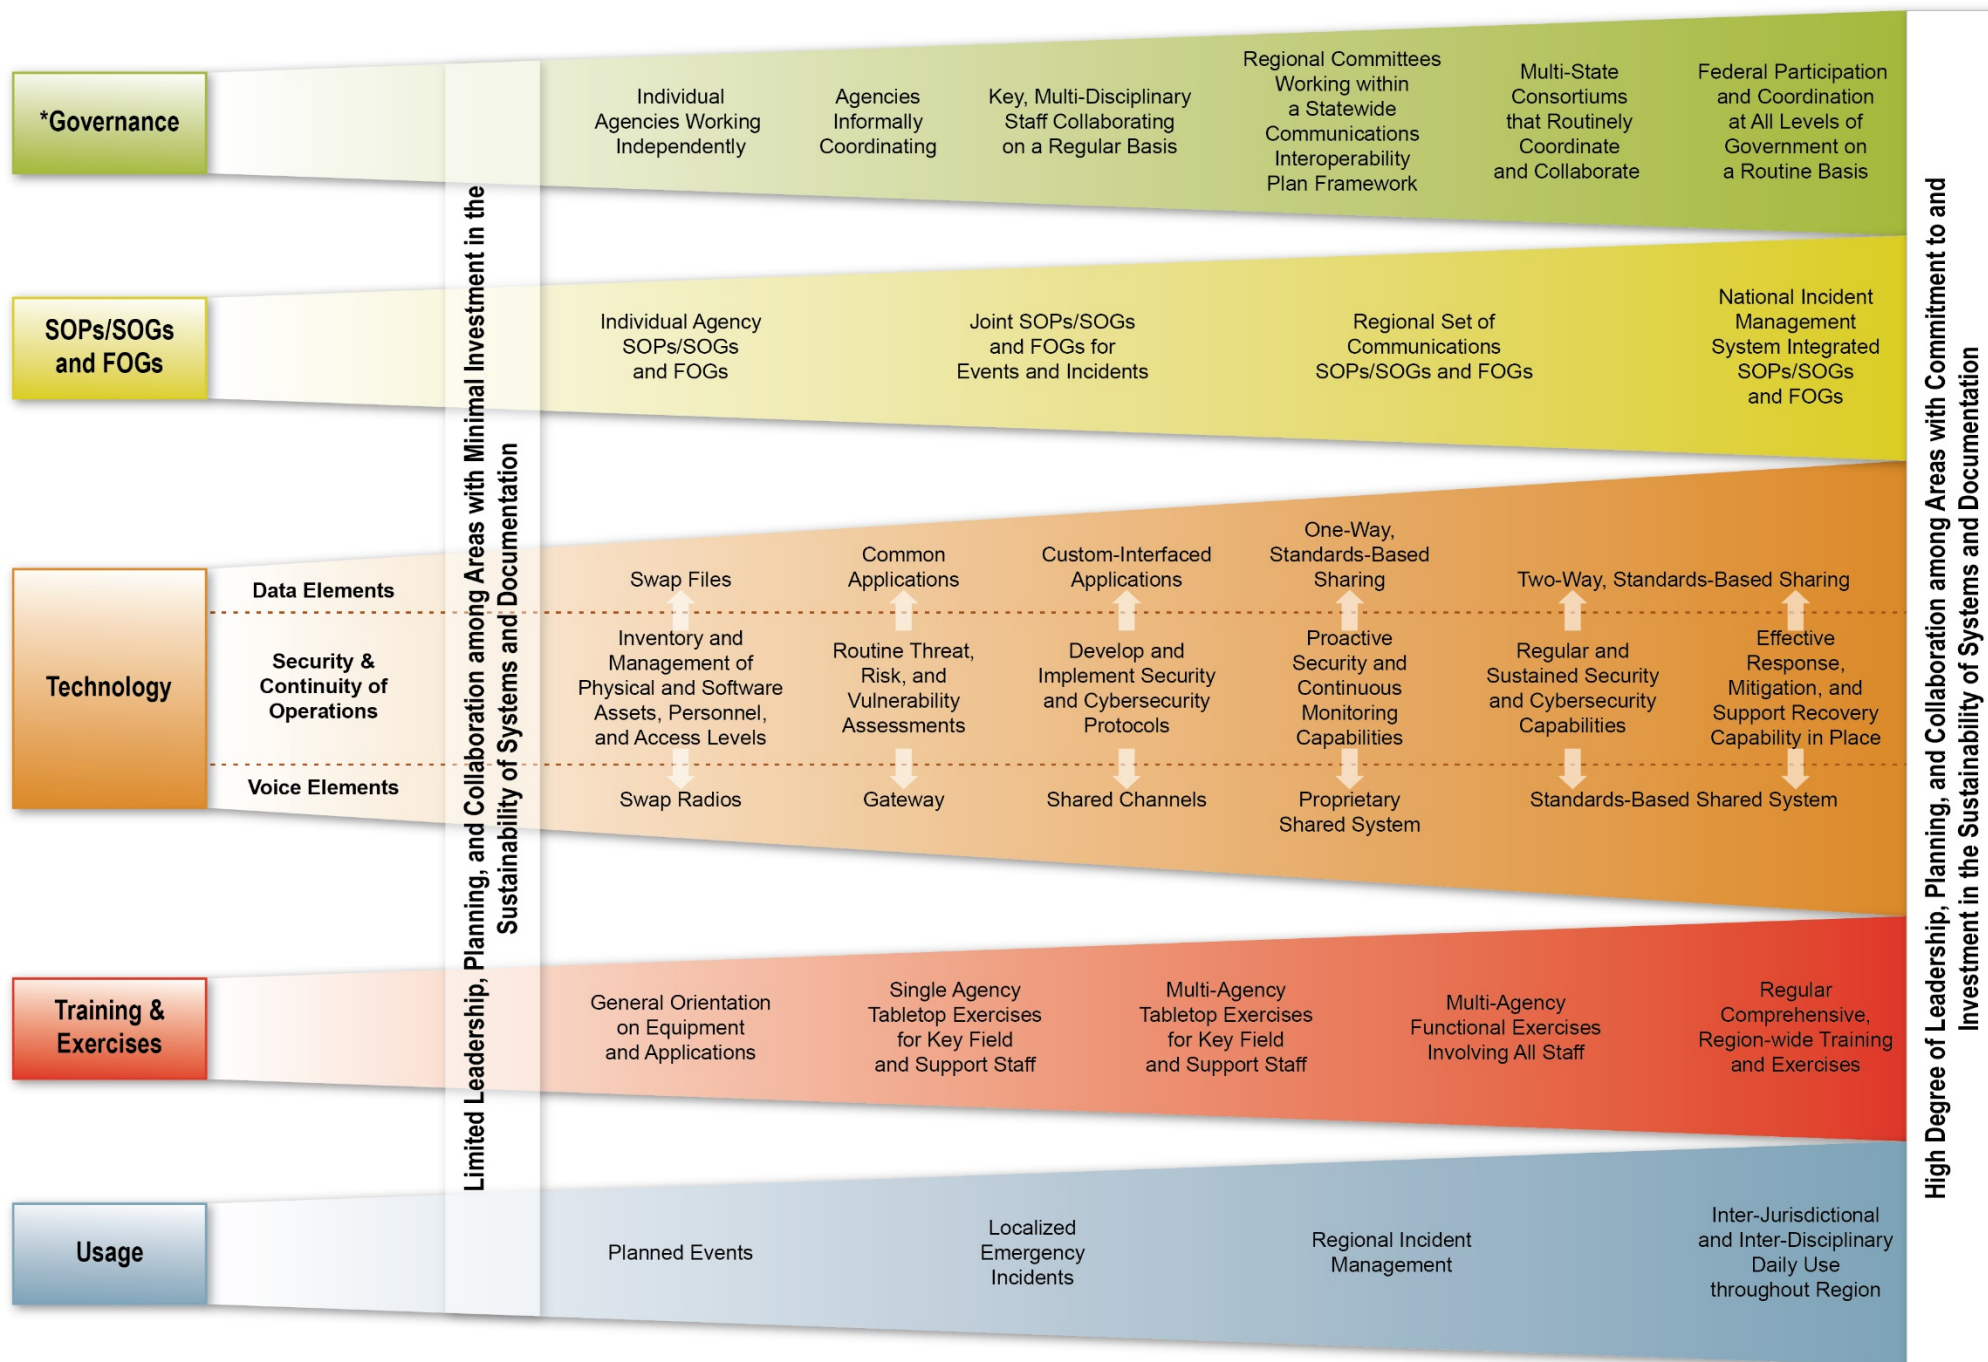 *Governance
Individual
Agencies Working
Independently
Agencies
Informally
Coordinating
Key, Multi-Disciplinary
Staff Collaborating
on a Regular Basis
Regional Committees
Working within
a Statewide
Communications
Interoperability
Plan Framework
Multi-State
Consortiums
that Routinely
Coordinate
and Collaborate
Federal Participation
and Coordination
at All Levels of
Government on
a Routine Basis
SOPs/SOGs
and FOGs
Individual Agency
SOPs/SOGs
and FOGs
Joint SOPs/SOGs
and FOGs for
Events and Incidents
Regional Set of
Communications
SOPs/SOGs and FOGs
National Incident
Management
System Integrated
SOPs/SOGs
and FOGs
Technology
Data Elements
Swap Files
Common
Applications
Custom-Interfaced
Applications
One-Way,
Standards-Based
Sharing
Two-Way, Standards-Based Sharing
Security &
Continuity of
Operations
Inventory and
Management of
Physical and Software
Assets, Personnel,
and Access Levels
Routine Threat,
Risk, and
Vulnerability
Assessments
Develop and
Implement Security
and Cybersecurity
Protocols
Proactive
Security and
Continuous
Monitoring
Capabilities
Regular and
Sustained Security
and Cybersecurity
Capabilities
Effective
Response,
Mitigation, and
Support Recovery
Capability in Place
Voice Elements
Swap Radios
Gateway
Shared Channels
Proprietary
Shared System
Standards-Based Shared System
Training &
Exercises
General Orientation
on Equipment
and Applications
Single Agency
Tabletop Exercises
for Key Field
and Support Staff
Multi-Agency
Tabletop Exercises
for Key Field
and Support Staff
Multi-Agency
Functional Exercises
Involving All Staff
Regular
Comprehensive,
Region-wide Training
and Exercises
Usage
Planned Events
Localized
Emergency
Incidents
Regional Incident
Management
Inter-Jurisdictional
and Inter-Disciplinary
Daily Use
throughout Region
Limited Leadership, Planning, and Collaboration among Areas with Minimal Investment in the
Sustainability of Systems and Documentation
High Degree of Leadership, Planning, and Collaboration among Areas with Commitment to and
Investment in the Sustainability of Systems and Documentation